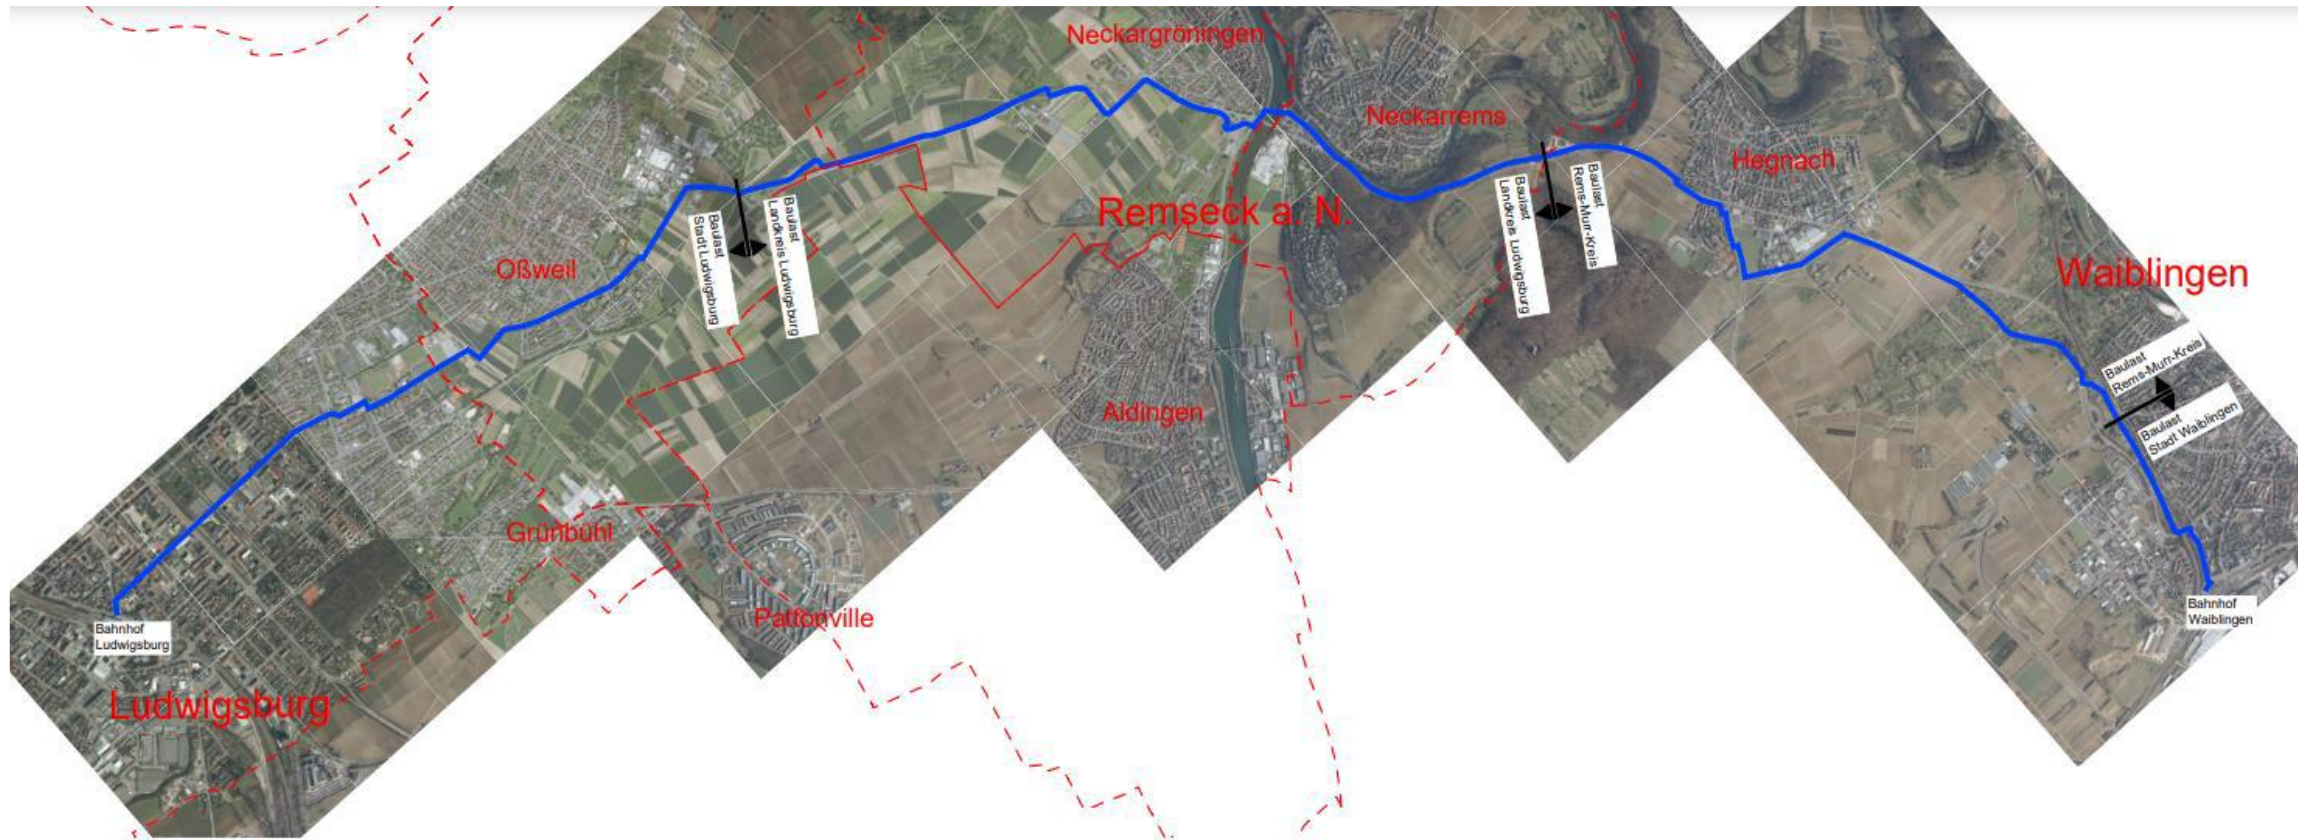 Neckargröningen
Neckarrems
Hegnach
Remseck a. N.
Oßweil
Baulast
Stadt Ludwigsburg
Baulast
Landkreis Ludwigsburg
Baulast
Landkreis Ludwigsburg
Baulast
Rems-Murr-Kreis
Waiblingen
Baulast
Rems-Murr-Kreis
Baulast
Stadt Waiblingen
Aldingen
Grünbühl
Pattonville
Bahnhof
Ludwigsburg
Ludwigsburg
Bahnhof
Waiblingen